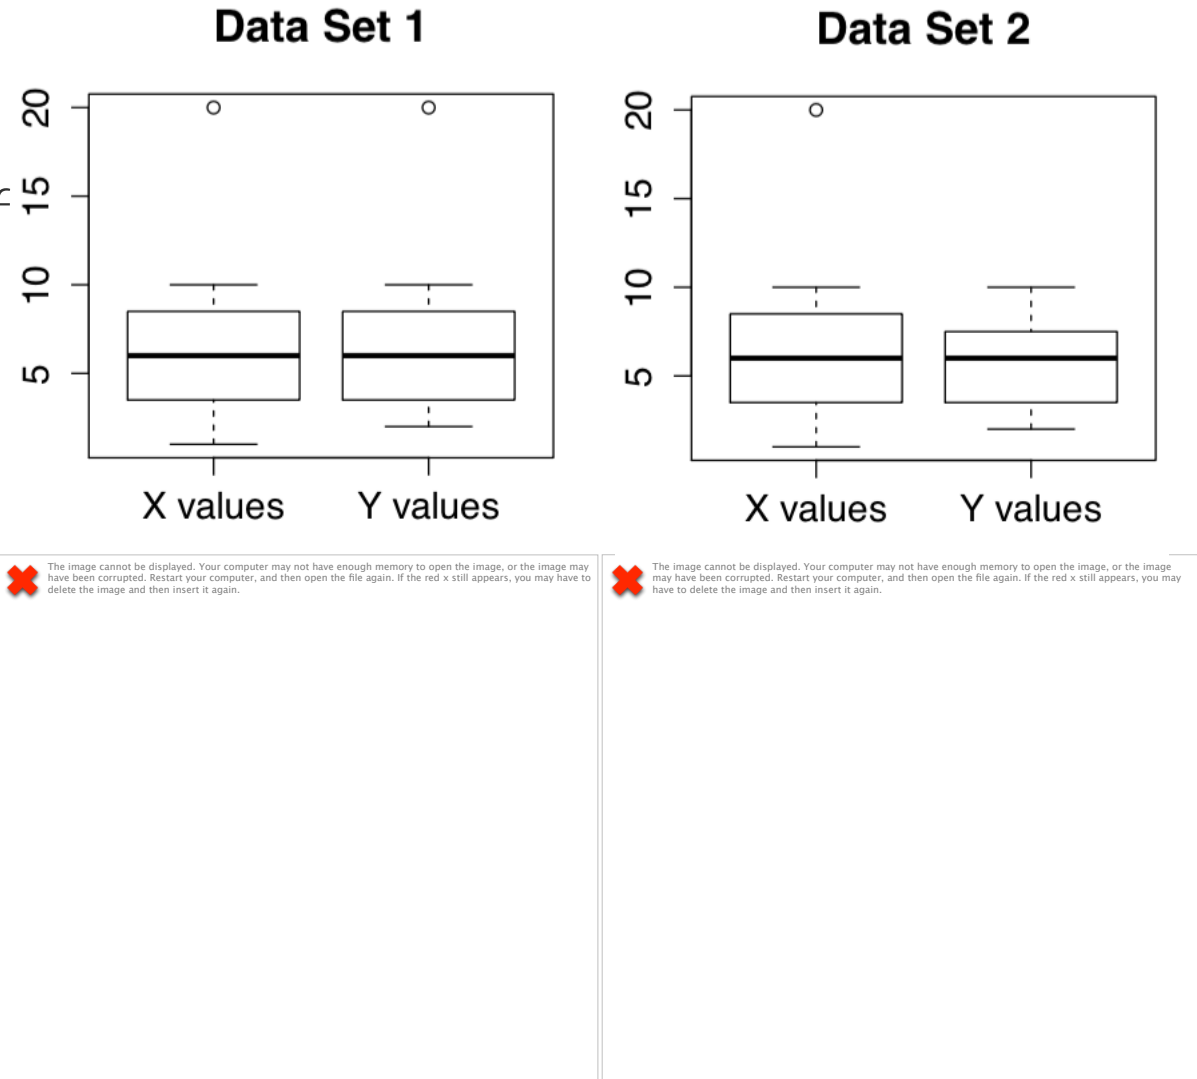 Data Set 1
Data Set 2
20
15
10
5
X values
Y values
20
15
10
5
X values
Y values
The image cannot be displayed. Your computer may not have enough memory to open the image, or the image may
have been corrupted. Restart your computer, and then open the file again. If the red x still appears, you may have to
delete the image and then insert it again.
The image cannot be displayed. Your computer may not have enough memory to open the image, or the image
may have been corrupted. Restart your computer, and then open the file again. If the red x still appears, you may
have to delete the image and then insert it again.